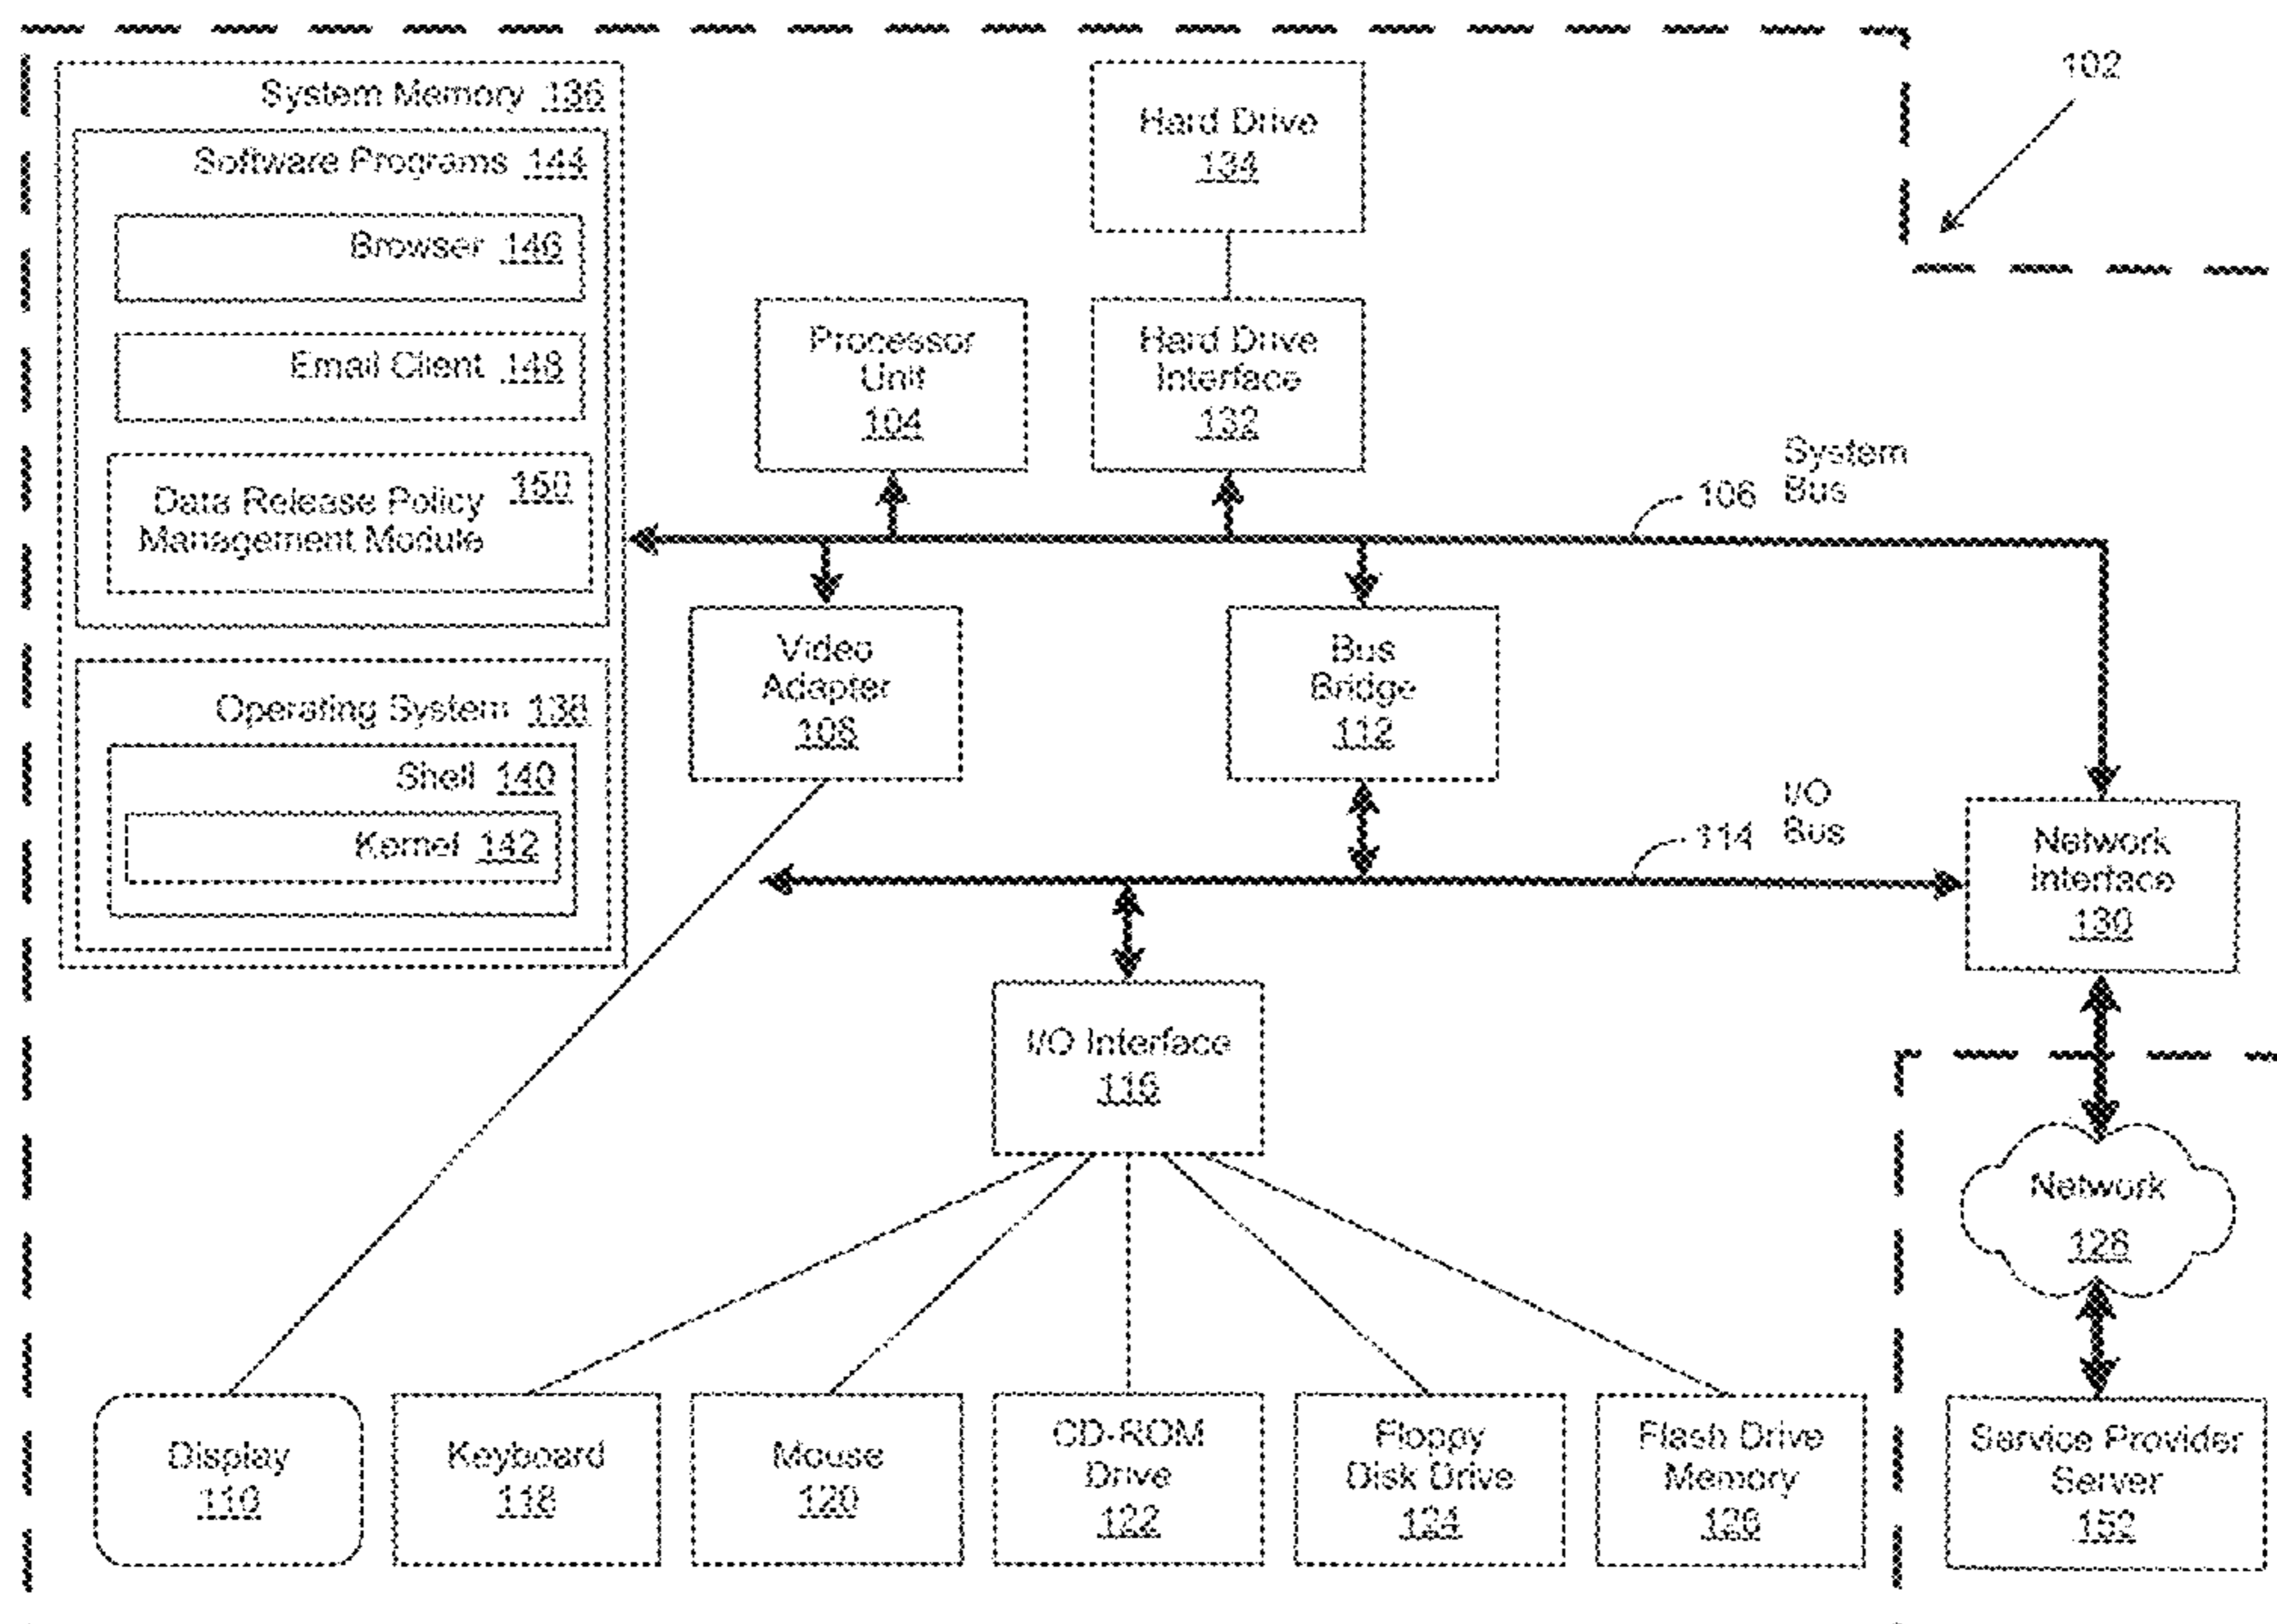 102
System Memory 136
Software Programs 144
Browser 146
Email Client 148
150
Data Release Policy
Management Module
Operating System 138
Shell 140
Kernel 142
Hard Drive
134
Processor
Unit
104
Hard Drive
Interface
132
System
106 Bus
Video
Adapter
108
Bus
Bridge
112
I/O
114 Bus
Network
Interface
130
I/O Interface
116
Network
128
Display
110
Keyboard
118
Mouse
120
CD-ROM
Drive
122
Floppy
Disk Drive
124
Flash Drive
Memory
126
Service Provider
Server
152